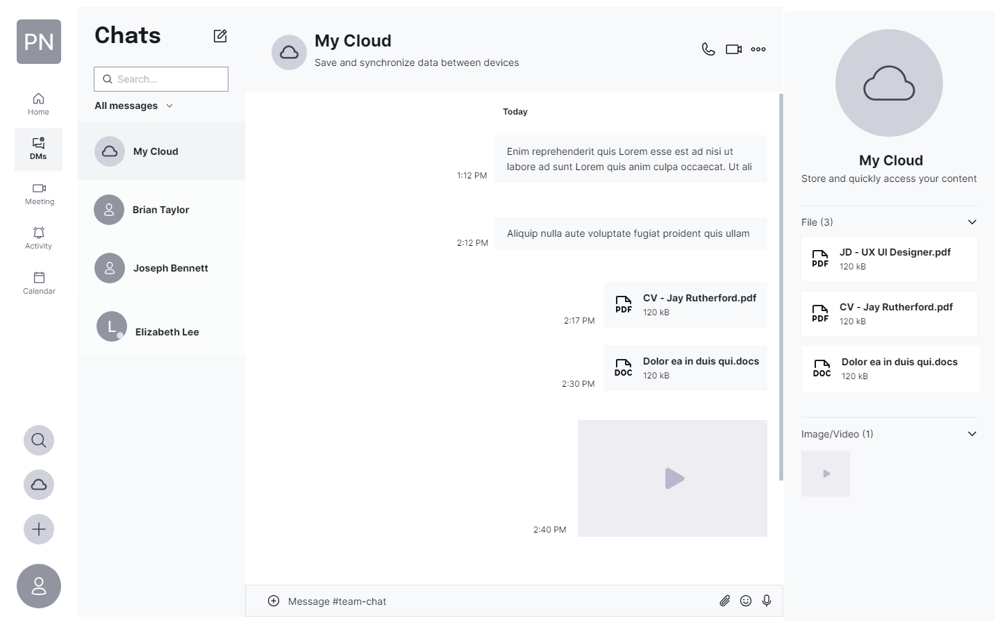 PN
Home
DMs
Meeting
Activity
Calendar
Chats
Search...
All messages
My Cloud
Brian Taylor
Joseph Bennett
L
Elizabeth Lee
My Cloud
Save and synchronize data between devices
Today
Enim reprehenderit quis Lorem esse est ad nisi ut
labore ad sunt Lorem quis anim culpa occaecat. Ut ali
1:12 PM
Aliquip nulla aute voluptate fugiat proident quis ullam
2:12 PM
PDF
CV - Jay Rutherford.pdf
120 kB
2:17 PM
DOC
Dolor ea in duis qui.docs
120 kB
2:30 PM
2:40 PM
Message #team-chat
My Cloud
Store and quickly access your content
File (3)
PDF
JD - UX UI Designer.pdf
120 kB
PDF
CV - Jay Rutherford.pdf
120 kB
DOC
Dolor ea in duis qui.docs
120 kB
Image/Video (1)